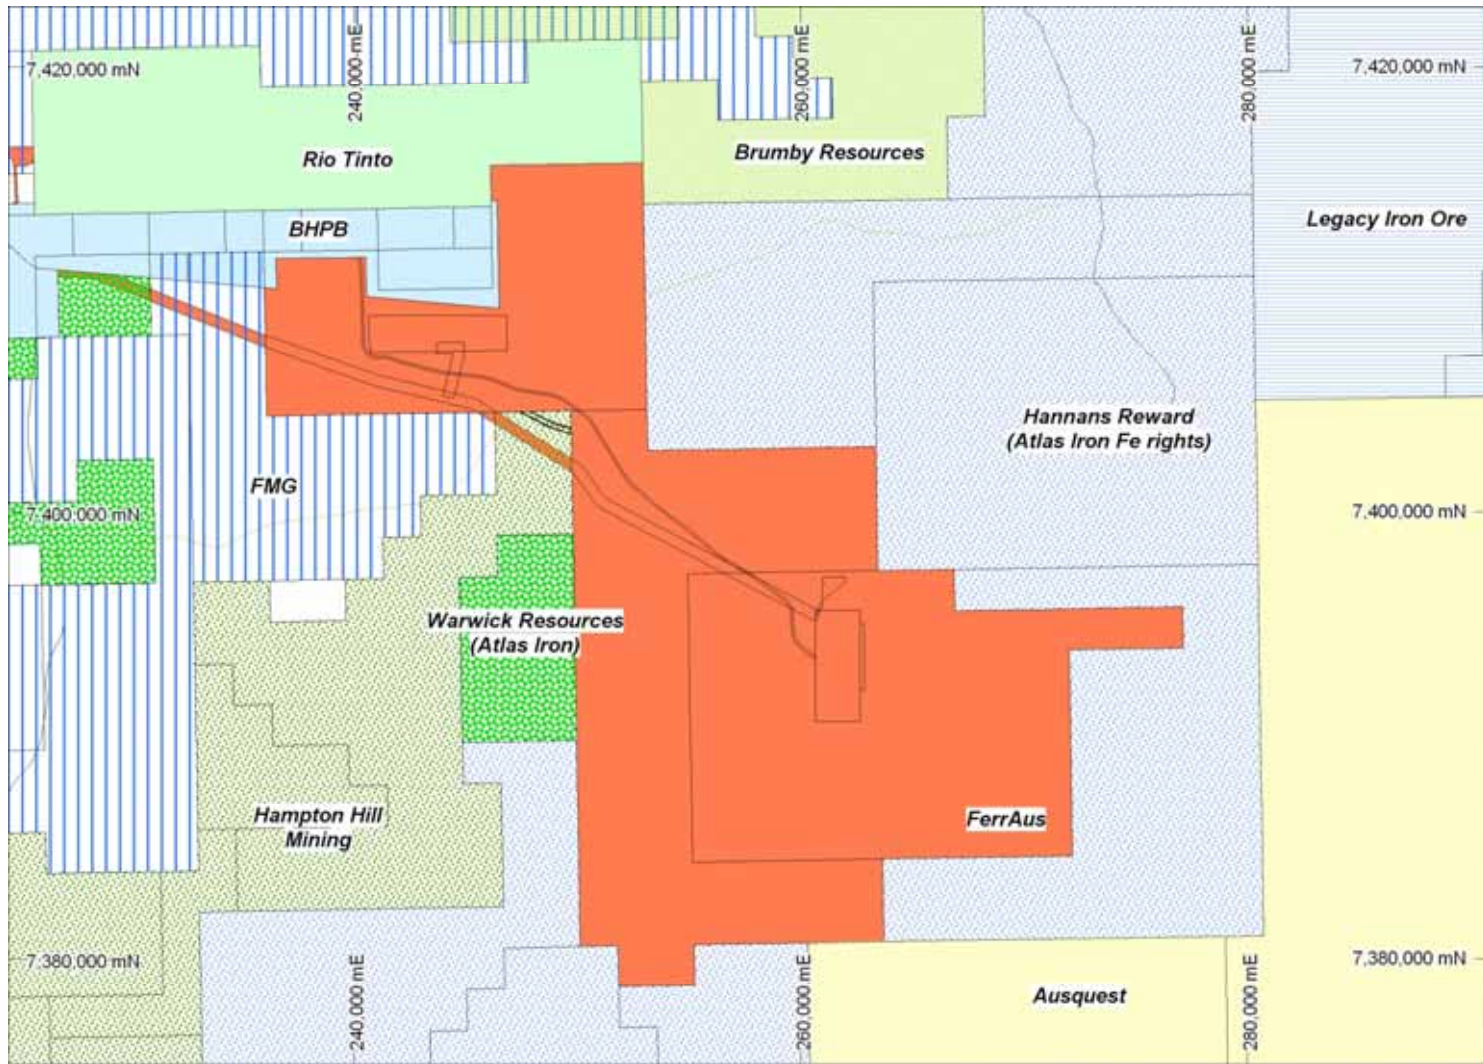 240,000 mE
260,000 mE
280,000 mE
7,420,000 mN
7,420,000 mN
Rio Tinto
Brumby Resources
BHPB
Legacy Iron Ore
Hannans Reward
(Atlas Iron Fe rights)
FMG
7,400,000 mN
7,400,000 mN
Warwick Resources
(Atlas Iron)
Hampton Hill
Mining
FerrAus
7,380,000 mN
7,380,000 mN
Ausquest
240,000 mE
260,000 mE
280,000 mE